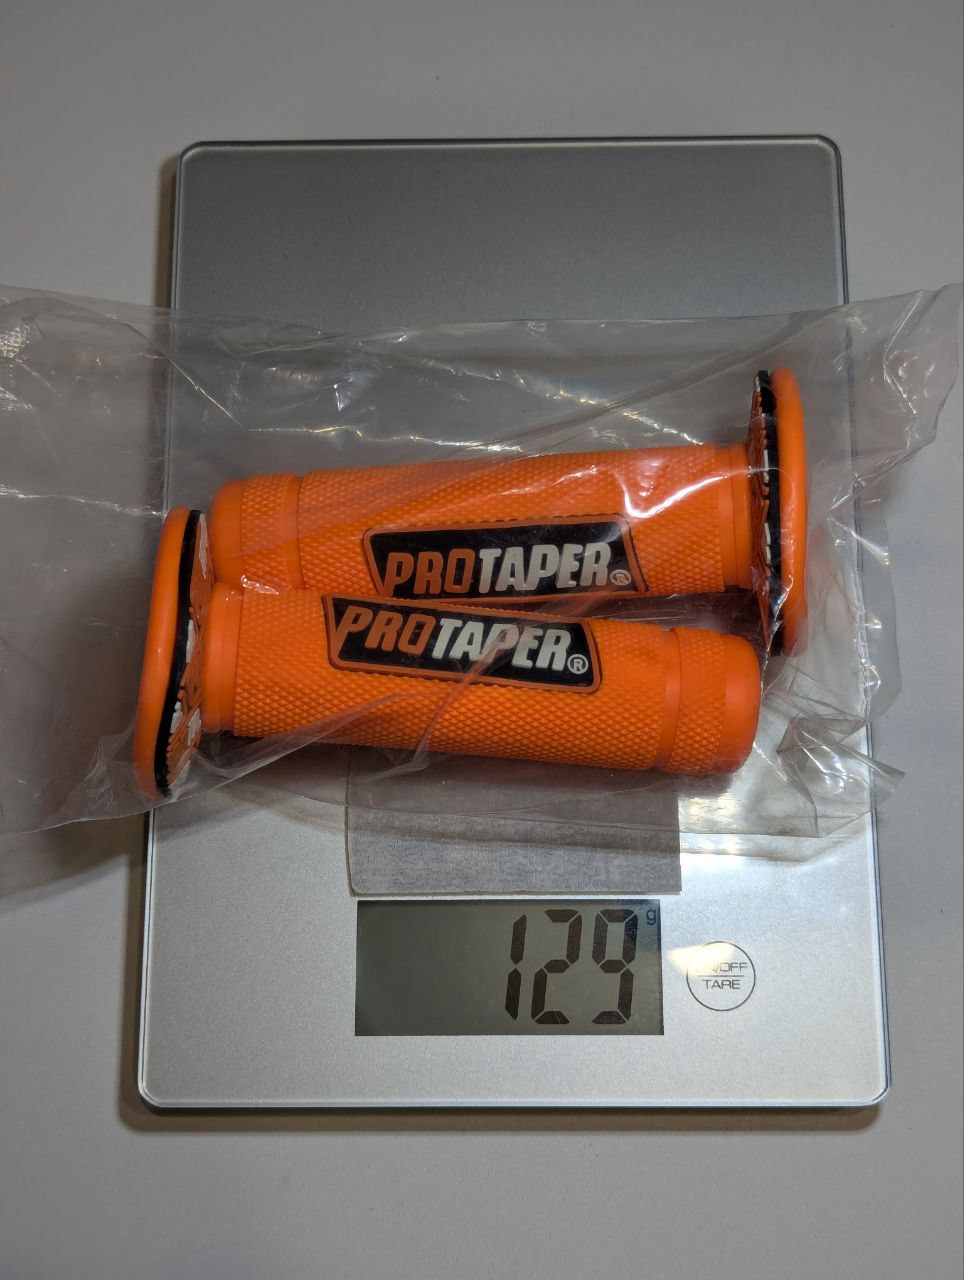 PROTAPER®
PROTAPER®
129 g
ON/OFF
TARE